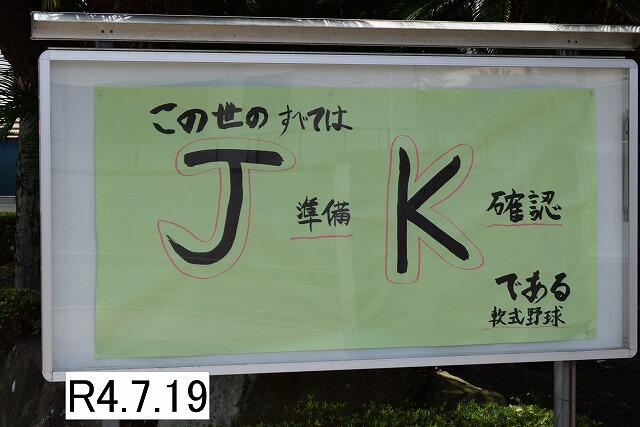 この世のすべては
J 準備 K 確認
である
軟式野球
R4.7.19